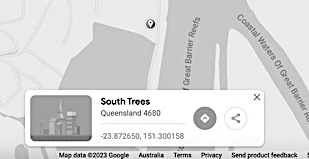 Of Great Barrier Reefs
Coastal Waters Of Great Barrier Reefs
South Trees
Queensland 4680
-23.872650, 151.300158
Map data ©2023 Google Australia Terms Privacy Send product feedback